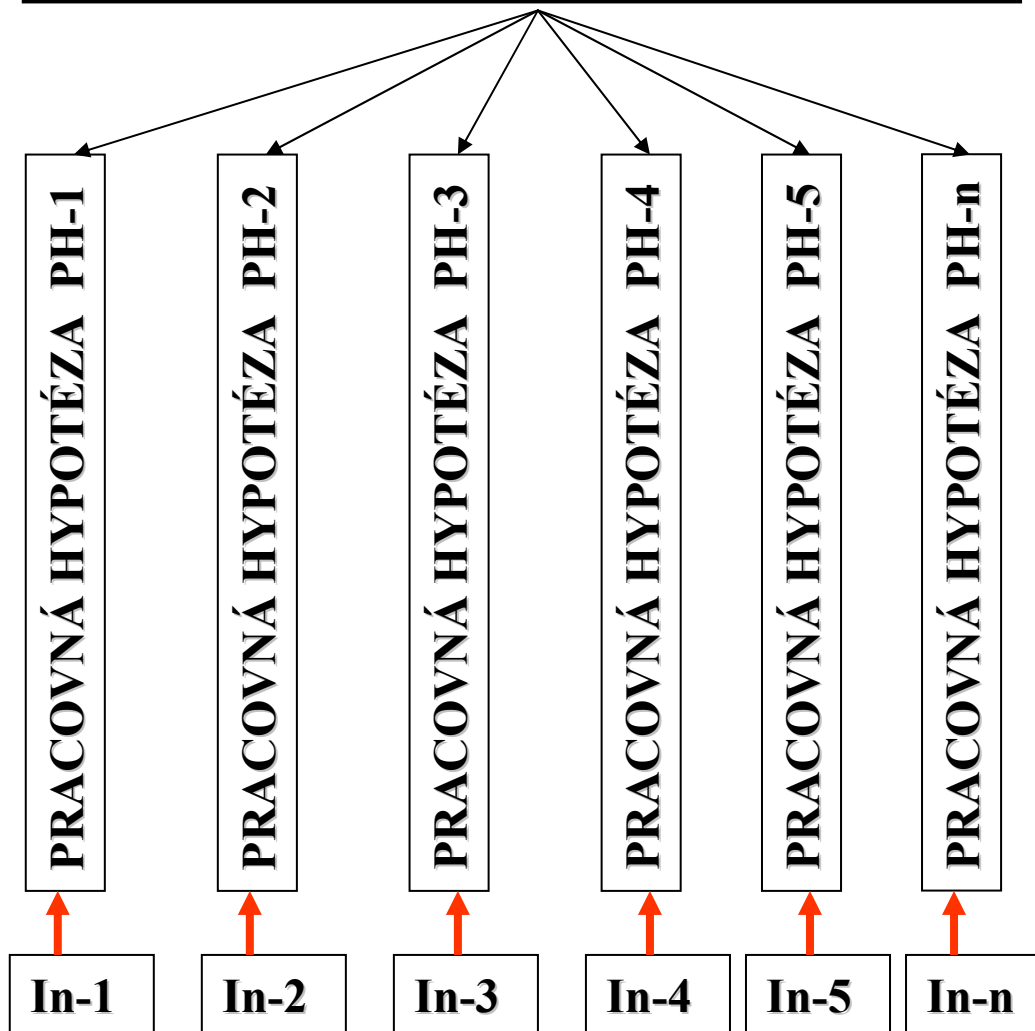 PRACOVNÁ HYPOTÉZA PH-1
PRACOVNÁ HYPOTÉZA PH-2
PRACOVNÁ HYPOTÉZA PH-3
PRACOVNÁ HYPOTÉZA PH-4
PRACOVNÁ HYPOTÉZA PH-5
PRACOVNÁ HYPOTÉZA PH-n
In-1
In-2
In-3
In-4
In-5
In-n